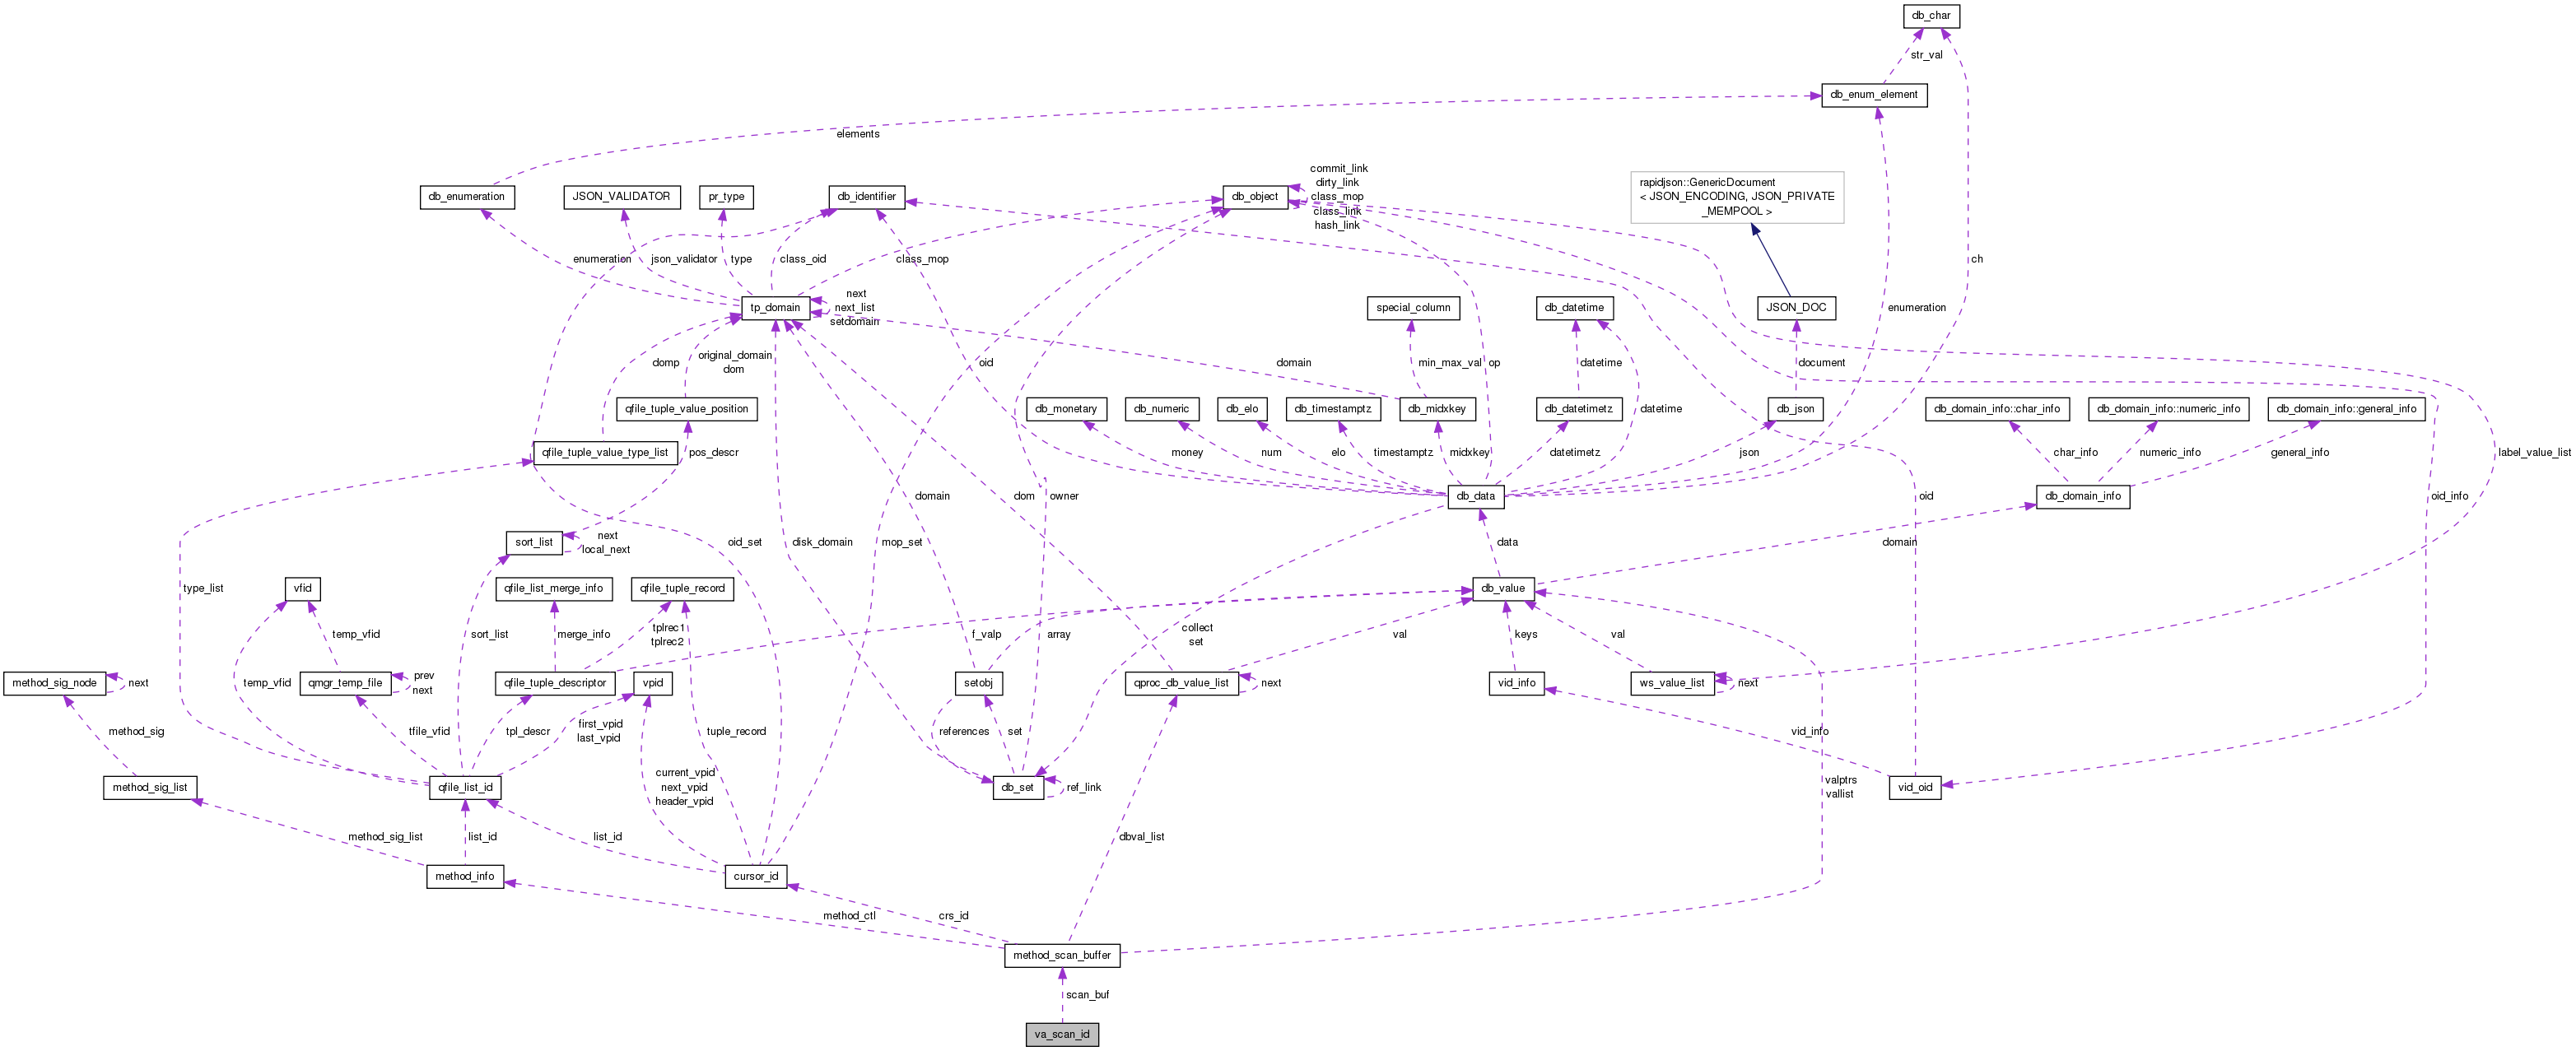 db_char
str_val
db_enum_element
elements
db_enumeration
JSON_VALIDATOR
pr_type
db_identifier
db_object
commit_link
dirty_link
class_mop
class_link
hash_link
rapidjson::GenericDocument
< JSON_ENCODING, JSON_PRIVATE
_MEMPOOL >
enumeration
json_validator
type
class_oid
class_mop
ch
tp_domain
next
next_list
setdomain
special_column
db_datetime
JSON_DOC
enumeration
domp
original_domain
dom
oid
domain
min_max_val
op
datetime
document
qfile_tuple_value_position
db_monetary
db_numeric
db_elo
db_timestamptz
db_midxkey
db_datetimetz
datetime
db_json
db_domain_info::char_info
db_domain_info::numeric_info
db_domain_info::general_info
qfile_tuple_value_type_list
pos_descr
money
num
elo
timestamptz
midxkey
datetimetz
json
char_info
numeric_info
general_info
label_value_list
domain
dom
owner
db_data
oid
db_domain_info
oid_info
sort_list
next
local_next
oid_set
disk_domain
mop_set
data
domain
vfid
qfile_list_merge_info
qfile_tuple_record
type_list
db_value
temp_vfid
sort_list
merge_info
tplrec1
tplrec2
f_valp
array
collect
set
val
keys
val
method_sig_node
next
qmgr_temp_file
prev
next
temp_vfid
qfile_tuple_descriptor
vpid
setobj
qproc_db_value_list
next
vid_info
ws_value_list
next
method_sig
tfile_vfid
tpl_descr
first_vpid
last_vpid
tuple_record
references
set
vid_info
method_sig_list
qfile_list_id
current_vpid
next_vpid
header_vpid
db_set
ref_link
valptrs
vallist
vid_oid
method_sig_list
list_id
list_id
dbval_list
method_info
cursor_id
method_ctl
crs_id
method_scan_buffer
scan_buf
va_scan_id